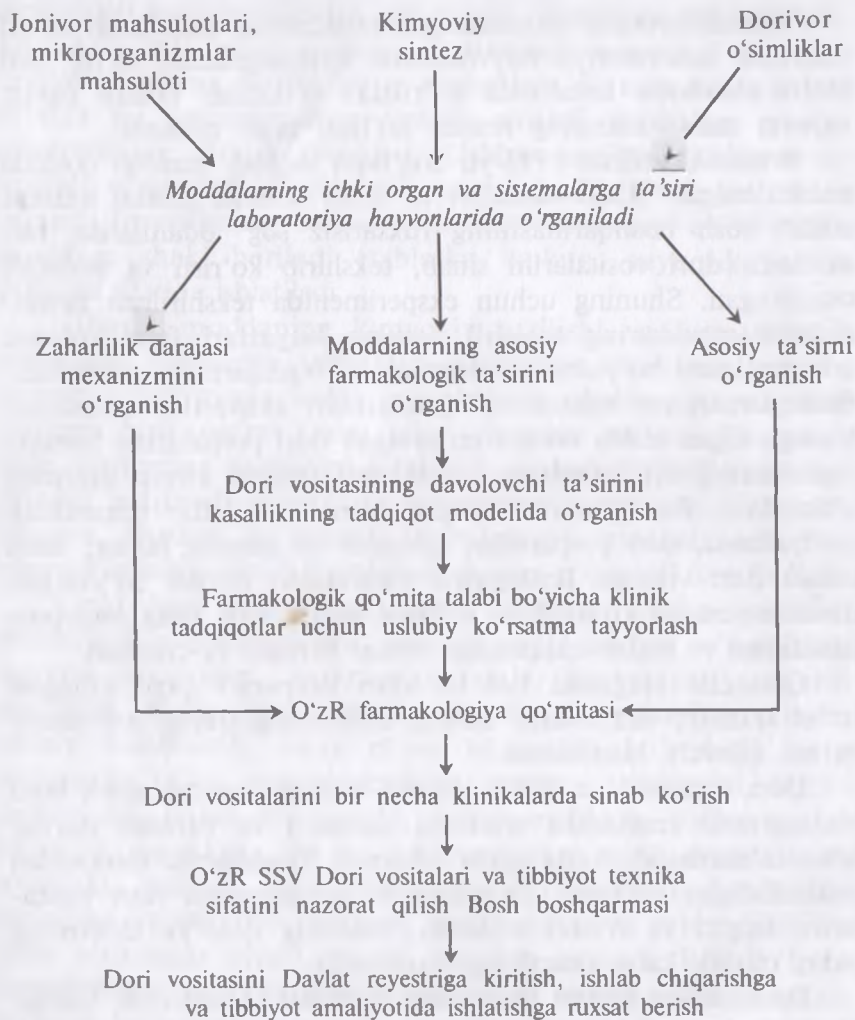 Jonivor mahsulotlari,
mikroorganizmlar
mahsuloti
Kimyoviy
sintez
Dorivor
o‘simliklar
Moddalarning ichki organ va sistemalarga ta’siri
laboratoriya hayvonlarida o‘rganiladi
Zaharlilik darajasi
mexanizmini
o‘rganish
Moddalarning asosiy
farmakologik ta’sirini
o‘rganish
Asosiy ta’sirni
o‘rganish
Dori vositasining davolovchi ta’sirini
kasallikning tadqiqot modelida o‘rganish
Farmakologik qo‘mita talabi bo‘yicha klinik
tadqiqotlar uchun uslubiy ko‘rsatma tayyorlash
O‘zR farmakologiya qo‘mitasi
Dori vositalarini bir necha klinikalarda sinab ko‘rish
O‘zR SSV Dori vositalari va tibbiyot texnika
sifatini nazorat qilish Bosh boshqarmasi
Dori vositasini Davlat reyestriga kiritish, ishlab chiqarishga
va tibbiyot amaliyotida ishlatishga ruxsat berish